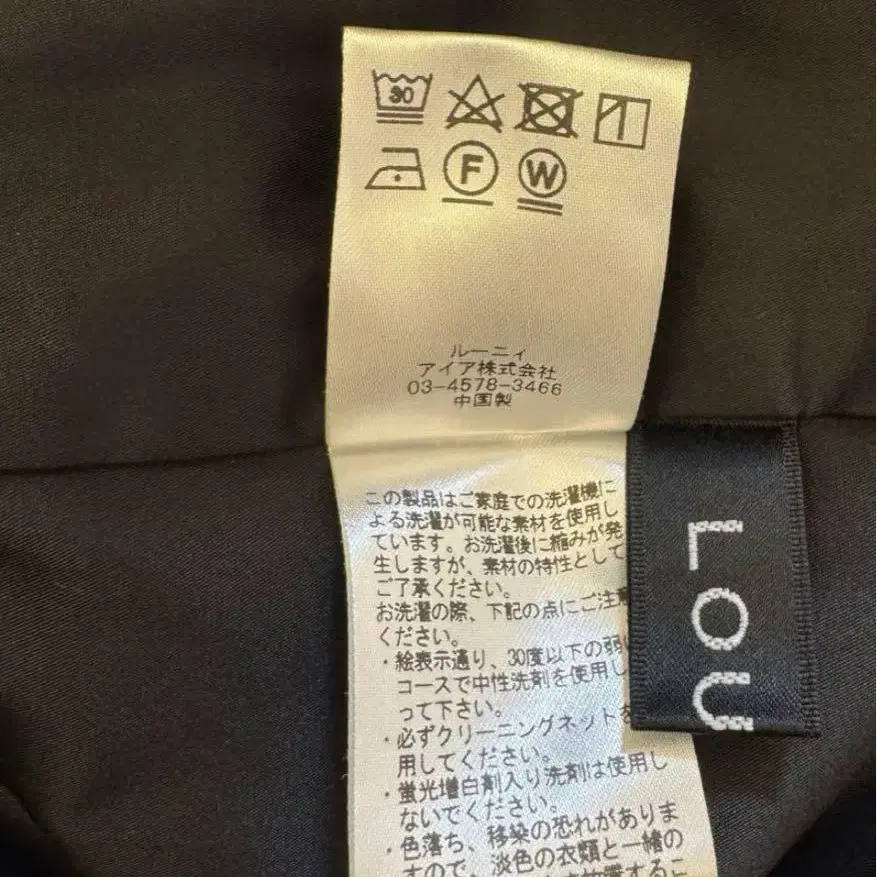 30
F
W
ルーニィ
アイア株式会社
03-4578-3466
中国製
この製品はご家庭での洗濯機に
よる洗濯が可能な素材を使用し
ています。お洗濯後に縮みが発
生しますが、素材の特性として
ご了承ください。
お洗濯の際、下記の点にご注意
ください。
・絵表示通り、30度以下の弱
コースで中性洗剤を使用し
って下さい。
・必ずクリーニングネットを
用してください。
・蛍光増白剤入り洗剤は使用し
ないでください。
・色落ち、移染の恐れがありま
すので、淡色の衣類と一緒の
LOU